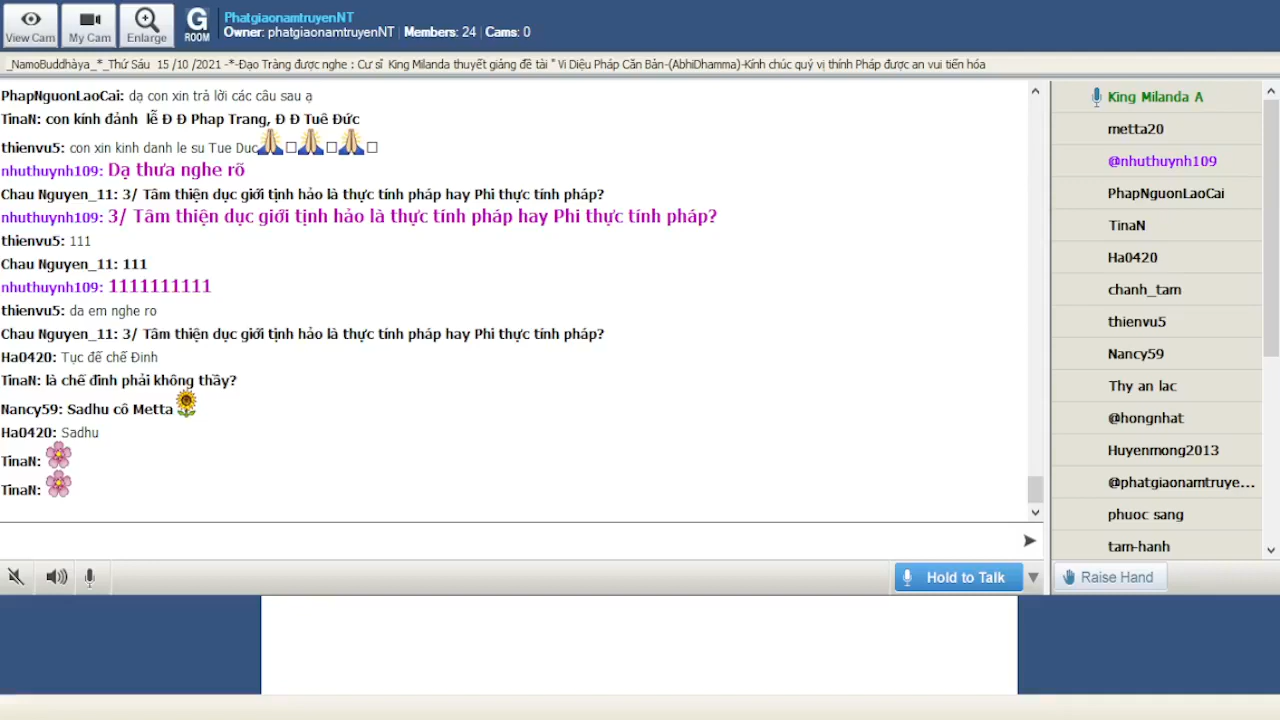 View Cam
My Cam
Enlarge
G
ROOM
PhatgiaonamtruyenNT
Owner: phatgiaonamtruyenNT | Members: 24 | Cams: 0
_NamoBuddhàya_*_Thứ Sáu 15 /10 /2021 -*-Đạo Tràng được nghe : Cư sĩ King Milanda thuyết giảng đề tài " Vi Diệu Pháp Căn Bản-(AbhiDhamma)-Kính chúc quý vị thính Pháp được an vui tiến hóa
PhapNguonLaoCai: dạ con xin trả lời các câu sau ạ
TinaN: con kính đảnh lễ Đ Đ Phap Trang, Đ Đ Tuê Đức
thienvu5: con xin kinh danh le su Tue Duc
nhuthuynh109: Dạ thưa nghe rõ
Chau Nguyen_11: 3/ Tâm thiện dục giới tịnh hảo là thực tính pháp hay Phi thực tính pháp?
nhuthuynh109: 3/ Tâm thiện dục giới tịnh hảo là thực tính pháp hay Phi thực tính pháp?
thienvu5: 111
Chau Nguyen_11: 111
nhuthuynh109: 1111111111
thienvu5: da em nghe ro
Chau Nguyen_11: 3/ Tâm thiện dục giới tịnh hảo là thực tính pháp hay Phi thực tính pháp?
Ha0420: Tục đế chế Đinh
TinaN: là chế đinh phải không thầy?
Nancy59: Sadhu cô Metta
Ha0420: Sadhu
TinaN:
TinaN:
Hold to Talk
King Milanda A
metta20
@nhuthuynh109
PhapNguonLaoCai
TinaN
Ha0420
chanh_tam
thienvu5
Nancy59
Thy an lac
@hongnhat
Huyenmong2013
@phatgiaonamtruye...
phuoc sang
tam-hanh
Raise Hand